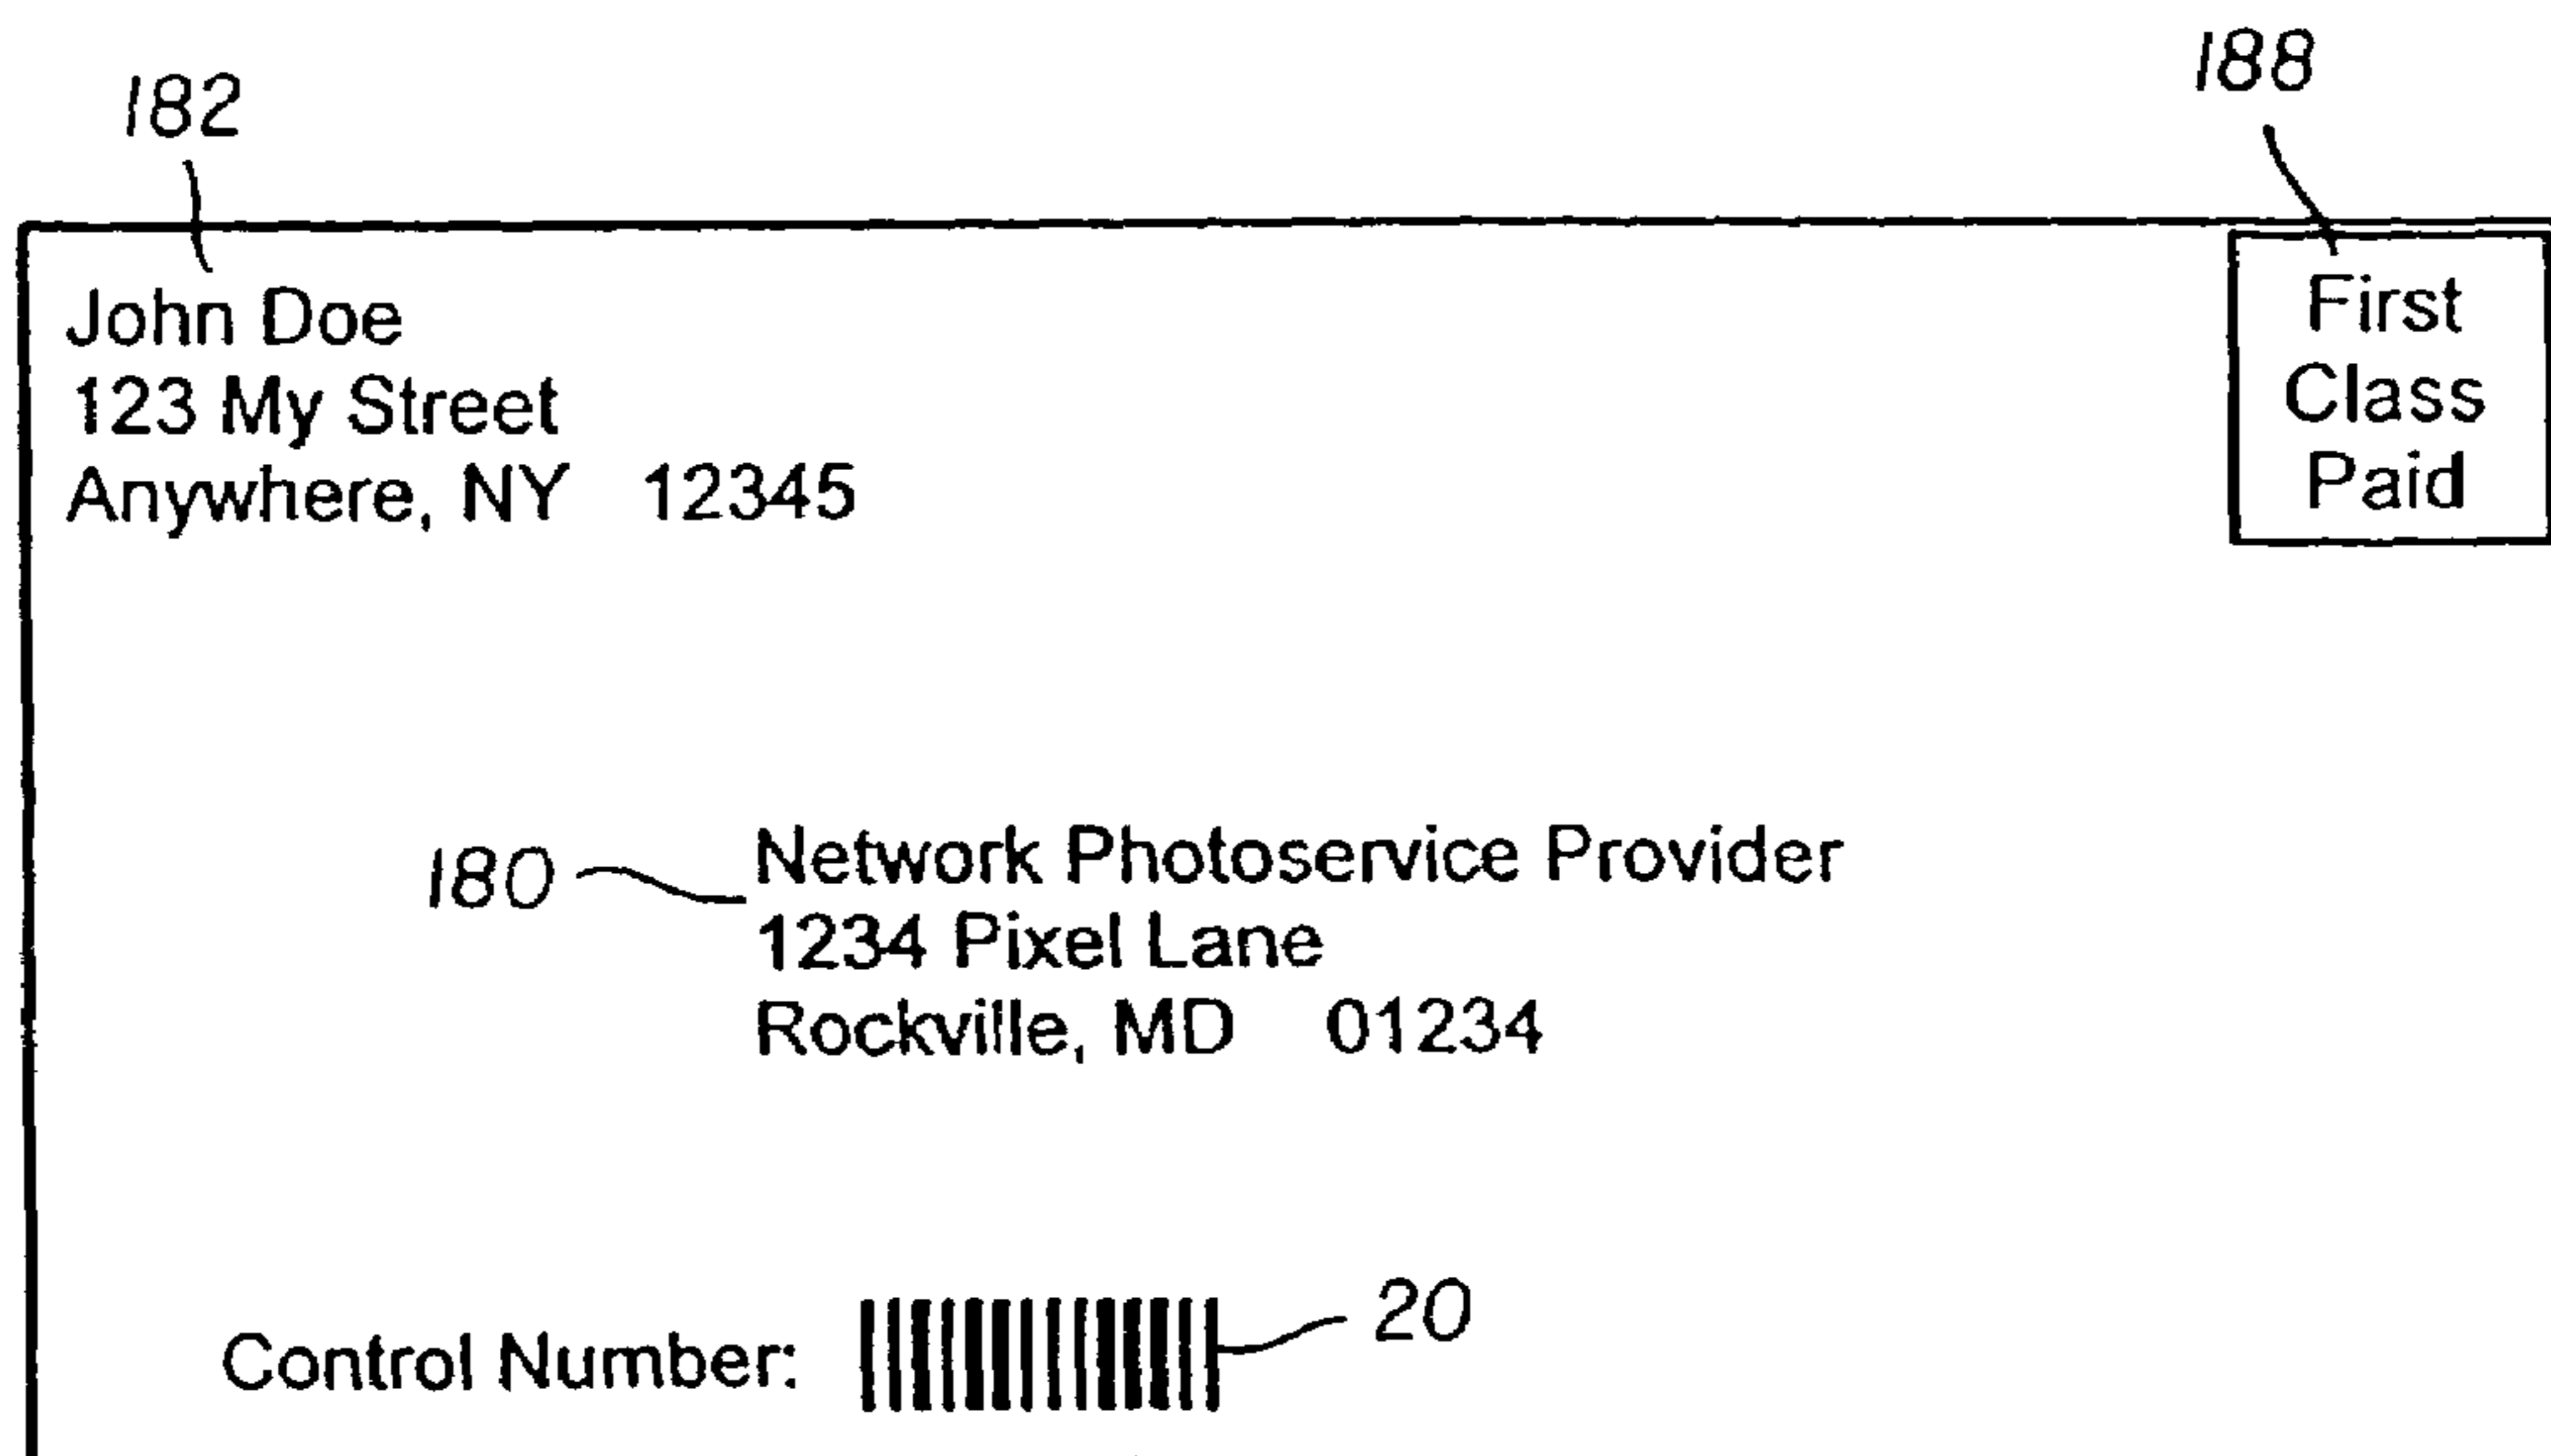 182
188
John Doe
123 My Street
Anywhere, NY 12345
First
Class
Paid
180
Network Photoservice Provider
1234 Pixel Lane
Rockville, MD 01234
Control Number:
20